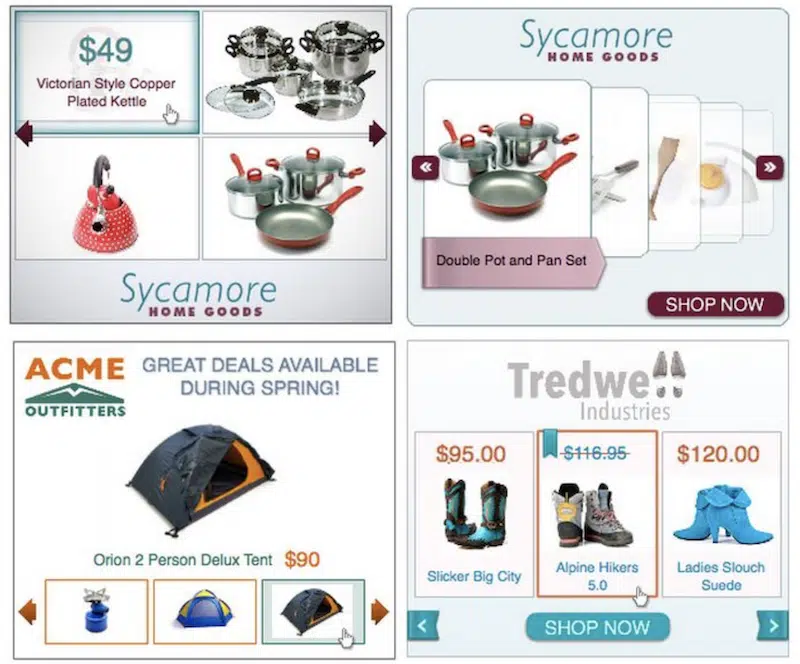 $49
Victorian Style Copper
Plated Kettle
Sycamore
HOME GOODS
Sycamore
HOME GOODS
«
»
Double Pot and Pan Set
SHOP NOW
ACME
OUTFITTERS
GREAT DEALS AVAILABLE
DURING SPRING!
Orion 2 Person Delux Tent $90
Tredwe
Industries
$95.00
$116.95
$120.00
Slicker Big City
Alpine Hikers
5.0
Ladies Slouch
Suede
<
SHOP NOW
>